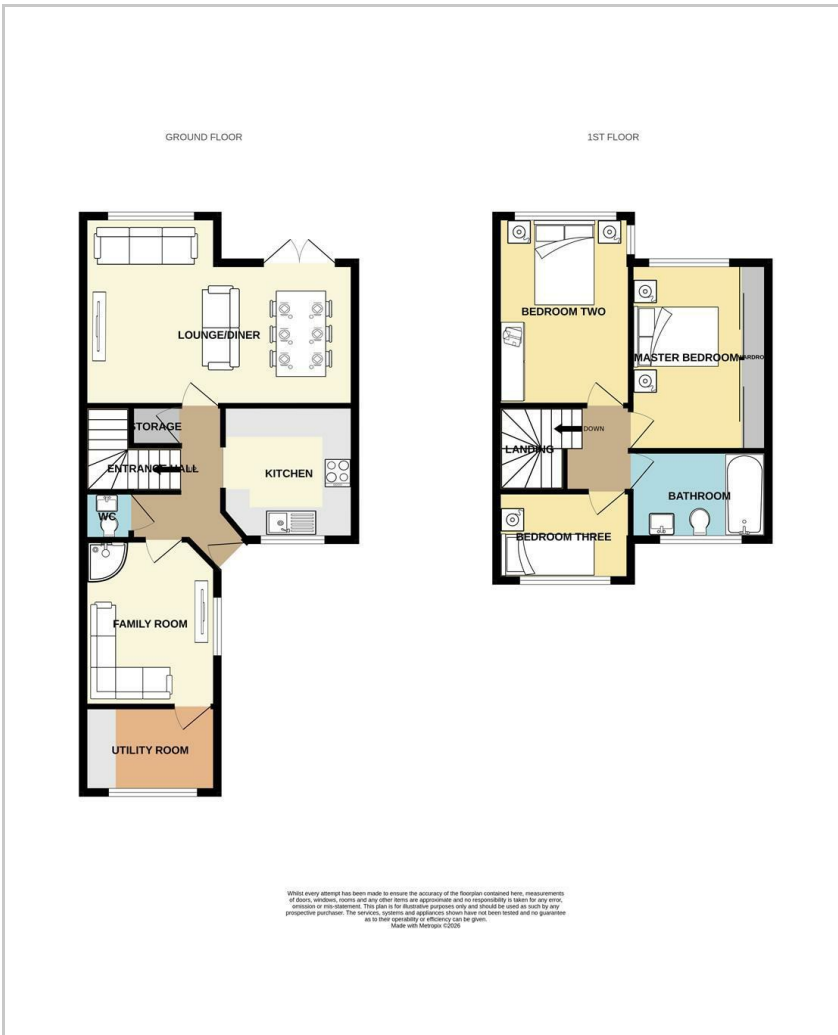 GROUND FLOOR
1ST FLOOR
LOUNGE/DINER
STORAGE
ENTRANCE HALL
KITCHEN
WC
FAMILY ROOM
UTILITY ROOM
BEDROOM TWO
MASTER BEDROOM
WARDRO
DOWN
LANDING
BATHROOM
BEDROOM THREE
Whilst every attempt has been made to ensure the accuracy of the floorplan contained here, measurements
of doors, windows, rooms and any other items are approximate and no responsibility is taken for any error,
omission or mis-statement. This plan is for illustrative purposes only and should be used as such by any
prospective purchaser. The services, systems and appliances shown have not been tested and no guarantee
as to their operability or efficiency can be given.
Made with Metropix ©2026